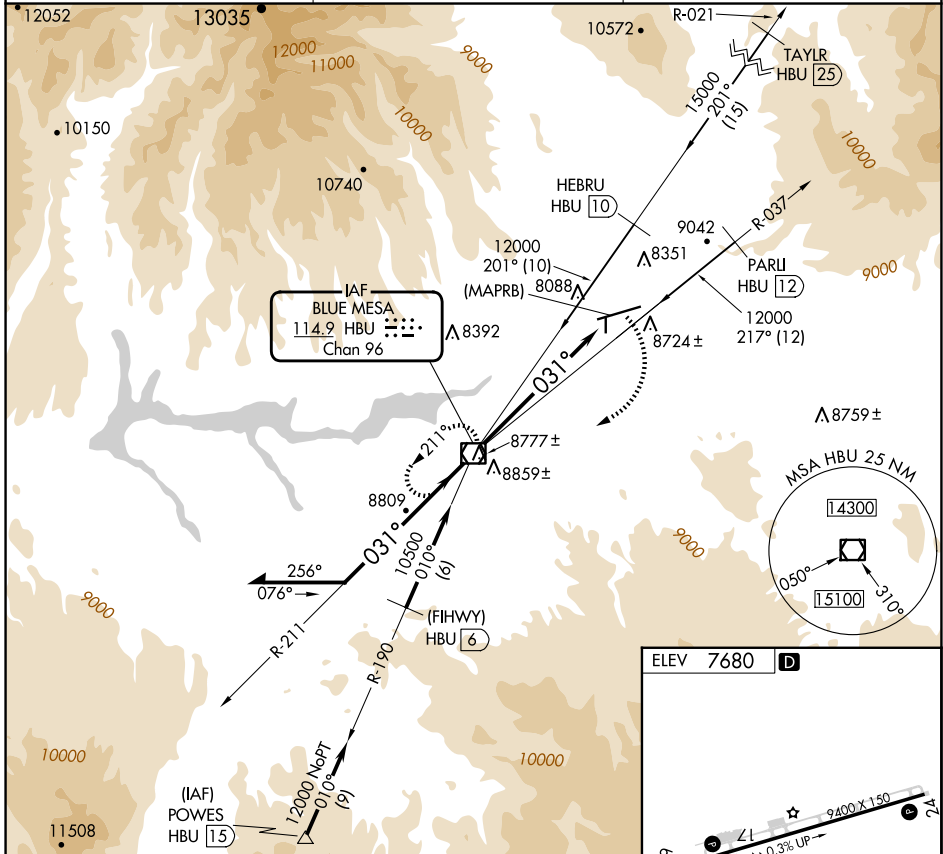 12052
13035
12000
11000
10572
9000
R-021
TAYLR
HBU 25
15000
201°
(15)
10150
10000
10000
10740
HEBRU
HBU 10
R-037
9042
12000
201° (10)
8351
8088
(MAPRB)
PARLI
HBU 12
9000
12000
217° (12)
IAF
BLUE MESA
114.9 HBU
Chan 96
8392
8724 ±
031°
8759 ±
211°
8777 ±
8859 ±
MSA HBU 25 NM
14300
050°
310°
15100
8809
031°
10500
010°
(6)
9000
256°
076°
9000
(FIHWY)
HBU 6
R-211
R-190
ELEV 7680 D
10000
10000
12000 NoPT
010°
(9)
(IAF)
POWES
HBU 15
11508
9400 X 150
P
P
24
17
0.3% UP